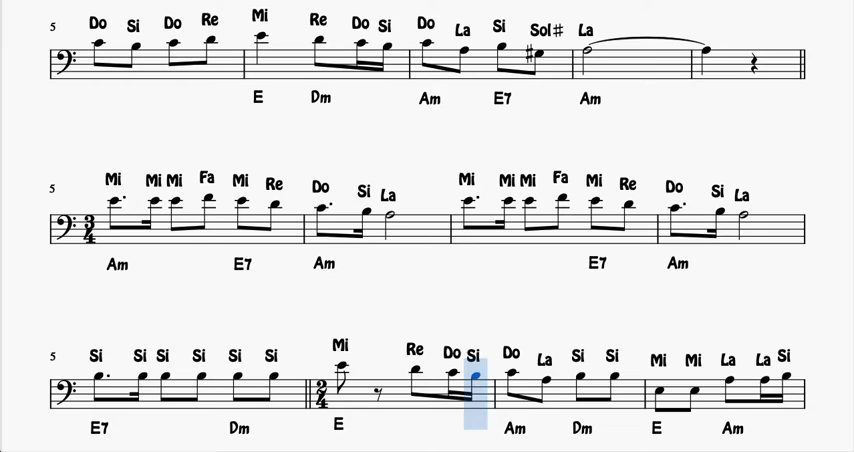 5
Do Si Do Re Mi Re Do Si Do La Si Sol# La
E Dm Am E7 Am
5
Mi Mi Mi Fa Mi Re Do Si La Mi Mi Mi Fa Mi Re Do Si La
3
4
Am E7 Am E7 Am
5
Si Si Si Si Si Si Mi Re Do Si Do La Si Si Mi Mi La La Si
2
4
E7 Dm E Am Dm E Am